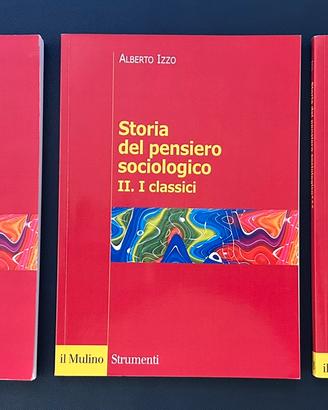 ALBERTO IZZO
Storia
del pensiero
sociologico
II. I classici
il Mulino Strumenti